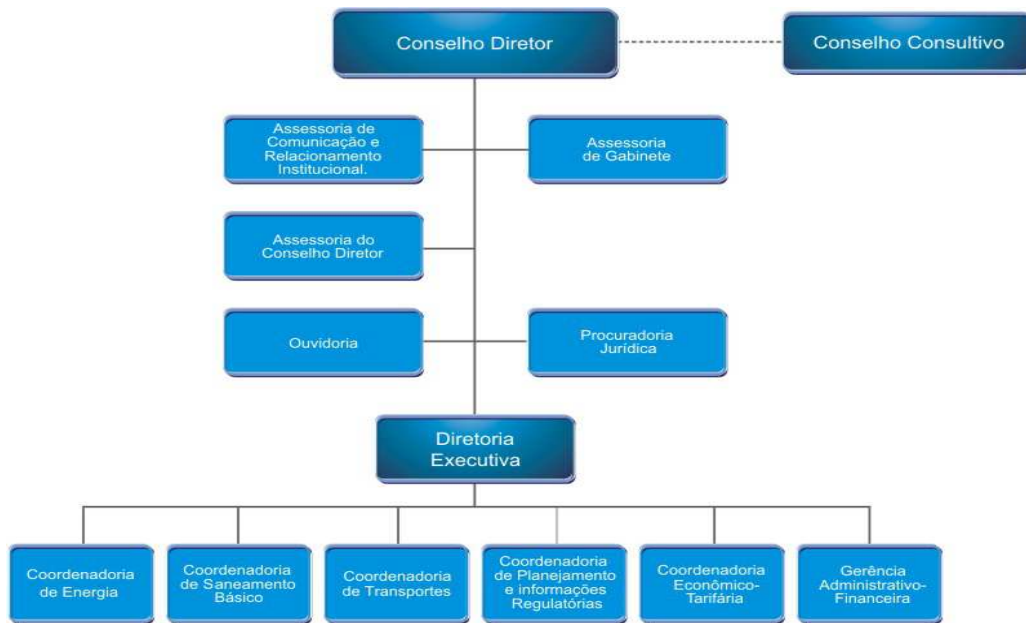 Conselho Diretor
Conselho Consultivo
Assessoria de
Comunicação e
Relacionamento
Institucional.
Assessoria
de Gabinete
Assessoria do
Conselho Diretor
Ouvidoria
Procuradoria
Jurídica
Diretoria
Executiva
Coordenadoria
de Energia
Coordenadoria
de Saneamento
Básico
Coordenadoria
de Transportes
Coordenadoria
de Planejamento
e informações
Regulatórias
Coordenadoria
Econômico-
Tarifária
Gerência
Administrativo-
Financeira